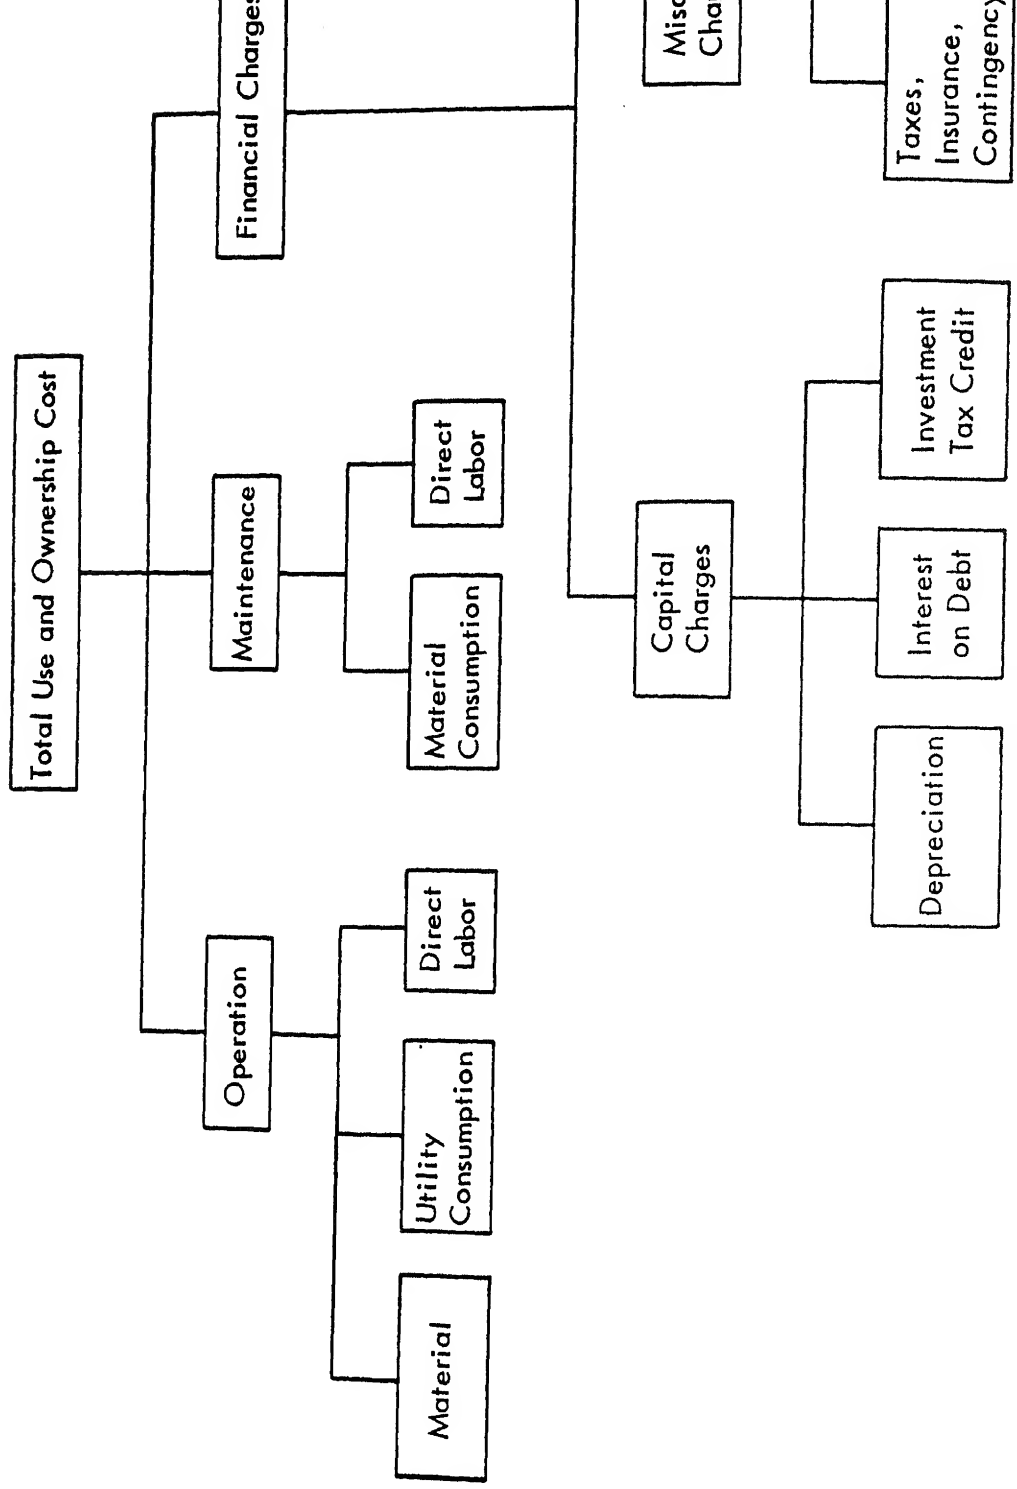 Total Use and Ownership Cost
Operation
Maintenance
Financial Charges
Material
Utility
Consumption
Direct
Labor
Material
Consumption
Direct
Labor
Capital
Charges
Depreciation
Interest
on Debt
Investment
Tax Credit
Taxes,
Insurance,
Contingency